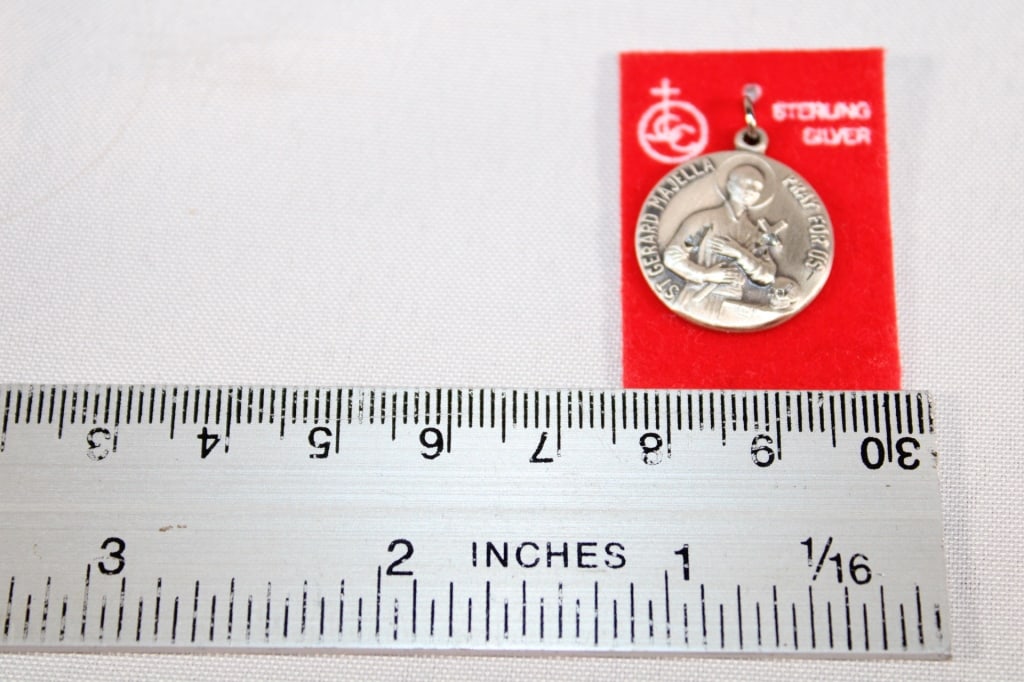 STERLING
SILVER
ST GERARD MAJELLA PRAY FOR US
3 4 5 6 7 8 9 30
3 2 INCHES 1 1/16